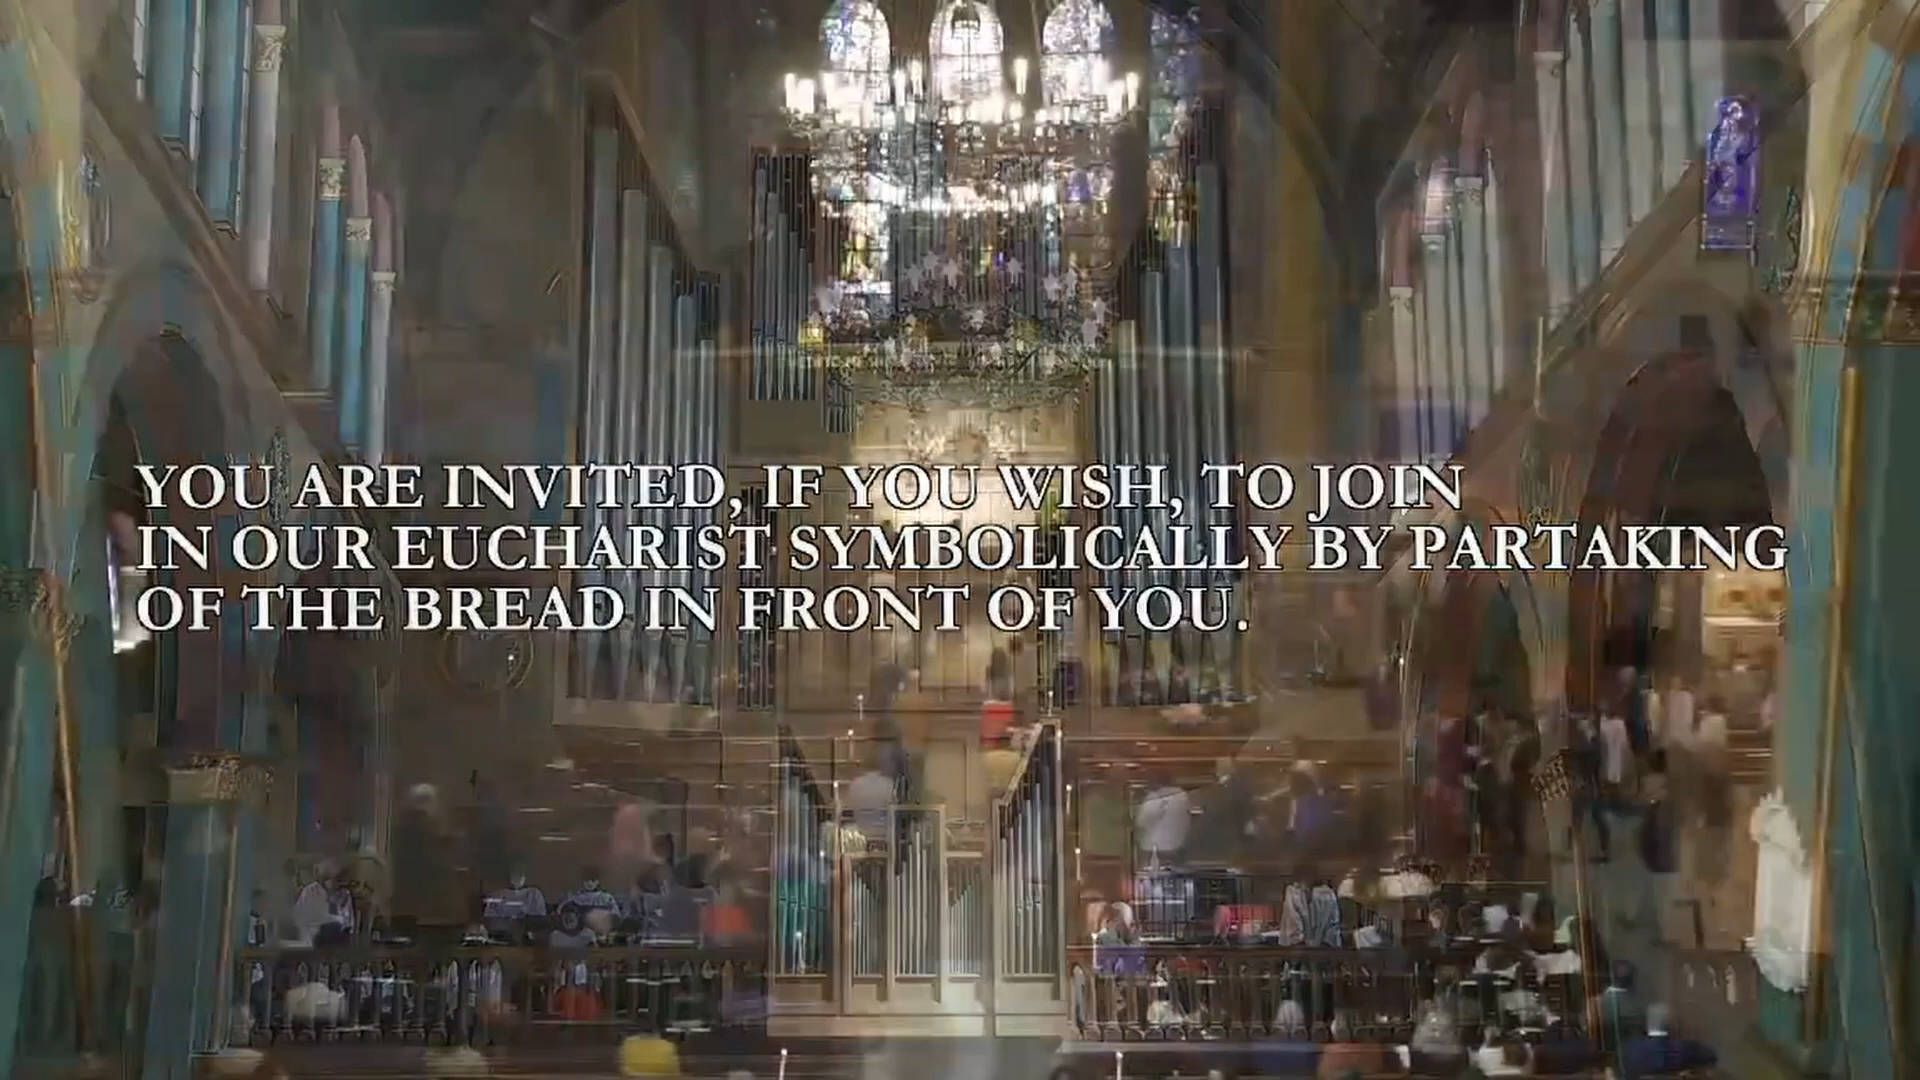 YOU ARE INVITED, IF YOU WISH, TO JOIN
IN OUR EUCHARIST SYMBOLICALLY BY PARTAKING
OF THE BREAD IN FRONT OF YOU.